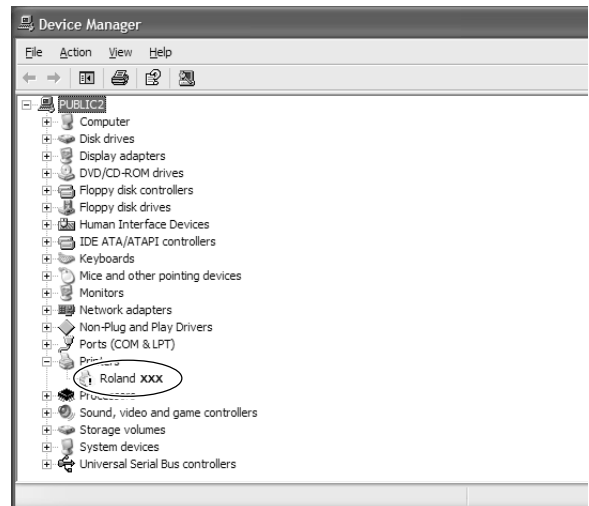 Device Manager
File Action View Help
PUBLIC2
Computer
Disk drives
Display adapters
DVD/CD-ROM drives
Floppy disk controllers
Floppy disk drives
Human Interface Devices
IDE ATA/ATAPI controllers
Keyboards
Mice and other pointing devices
Monitors
Network adapters
Non-Plug and Play Drivers
Ports (COM & LPT)
Printers
Roland XXX
Processors
Sound, video and game controllers
Storage volumes
System devices
Universal Serial Bus controllers